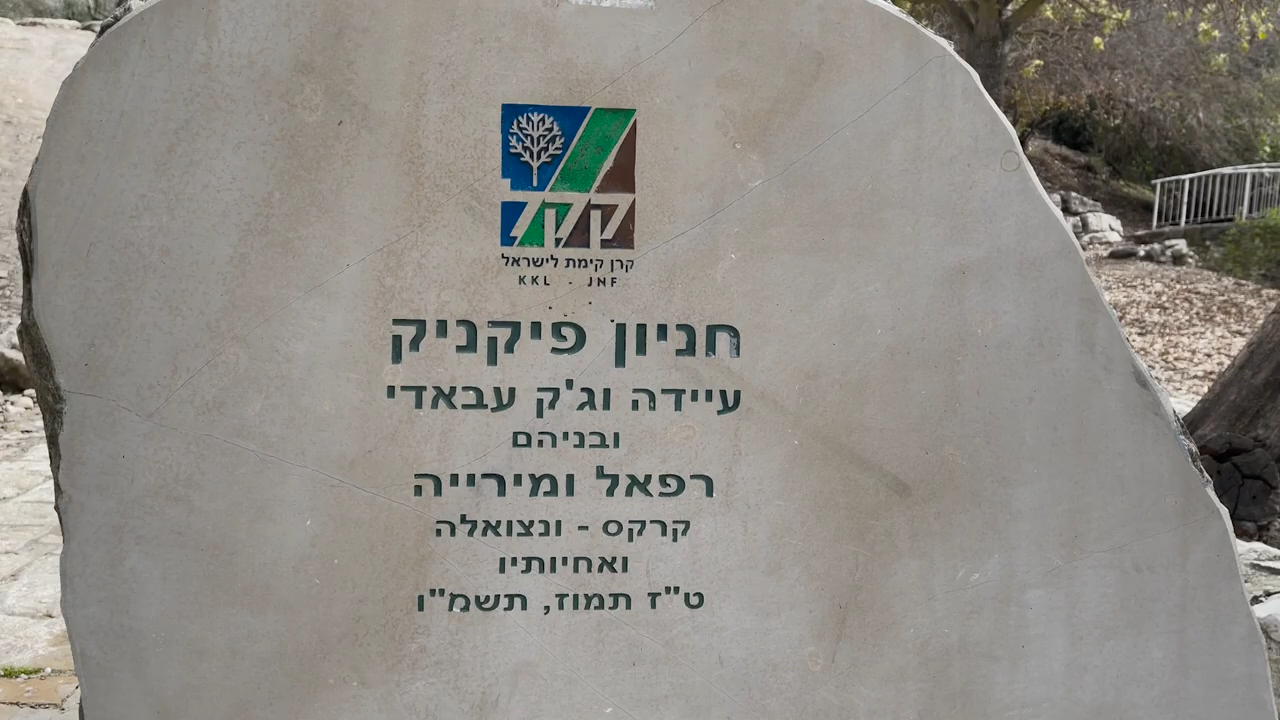 קקל
קרן קימת לישראל
KKL - JNF
חניון פיקניק
עיידה וג'ק עבאדי
ובניהם
רפאל ומירייה
קרקס - ונצואלה
ואחיותיו
ט"ז תמוז, תשמ"ו